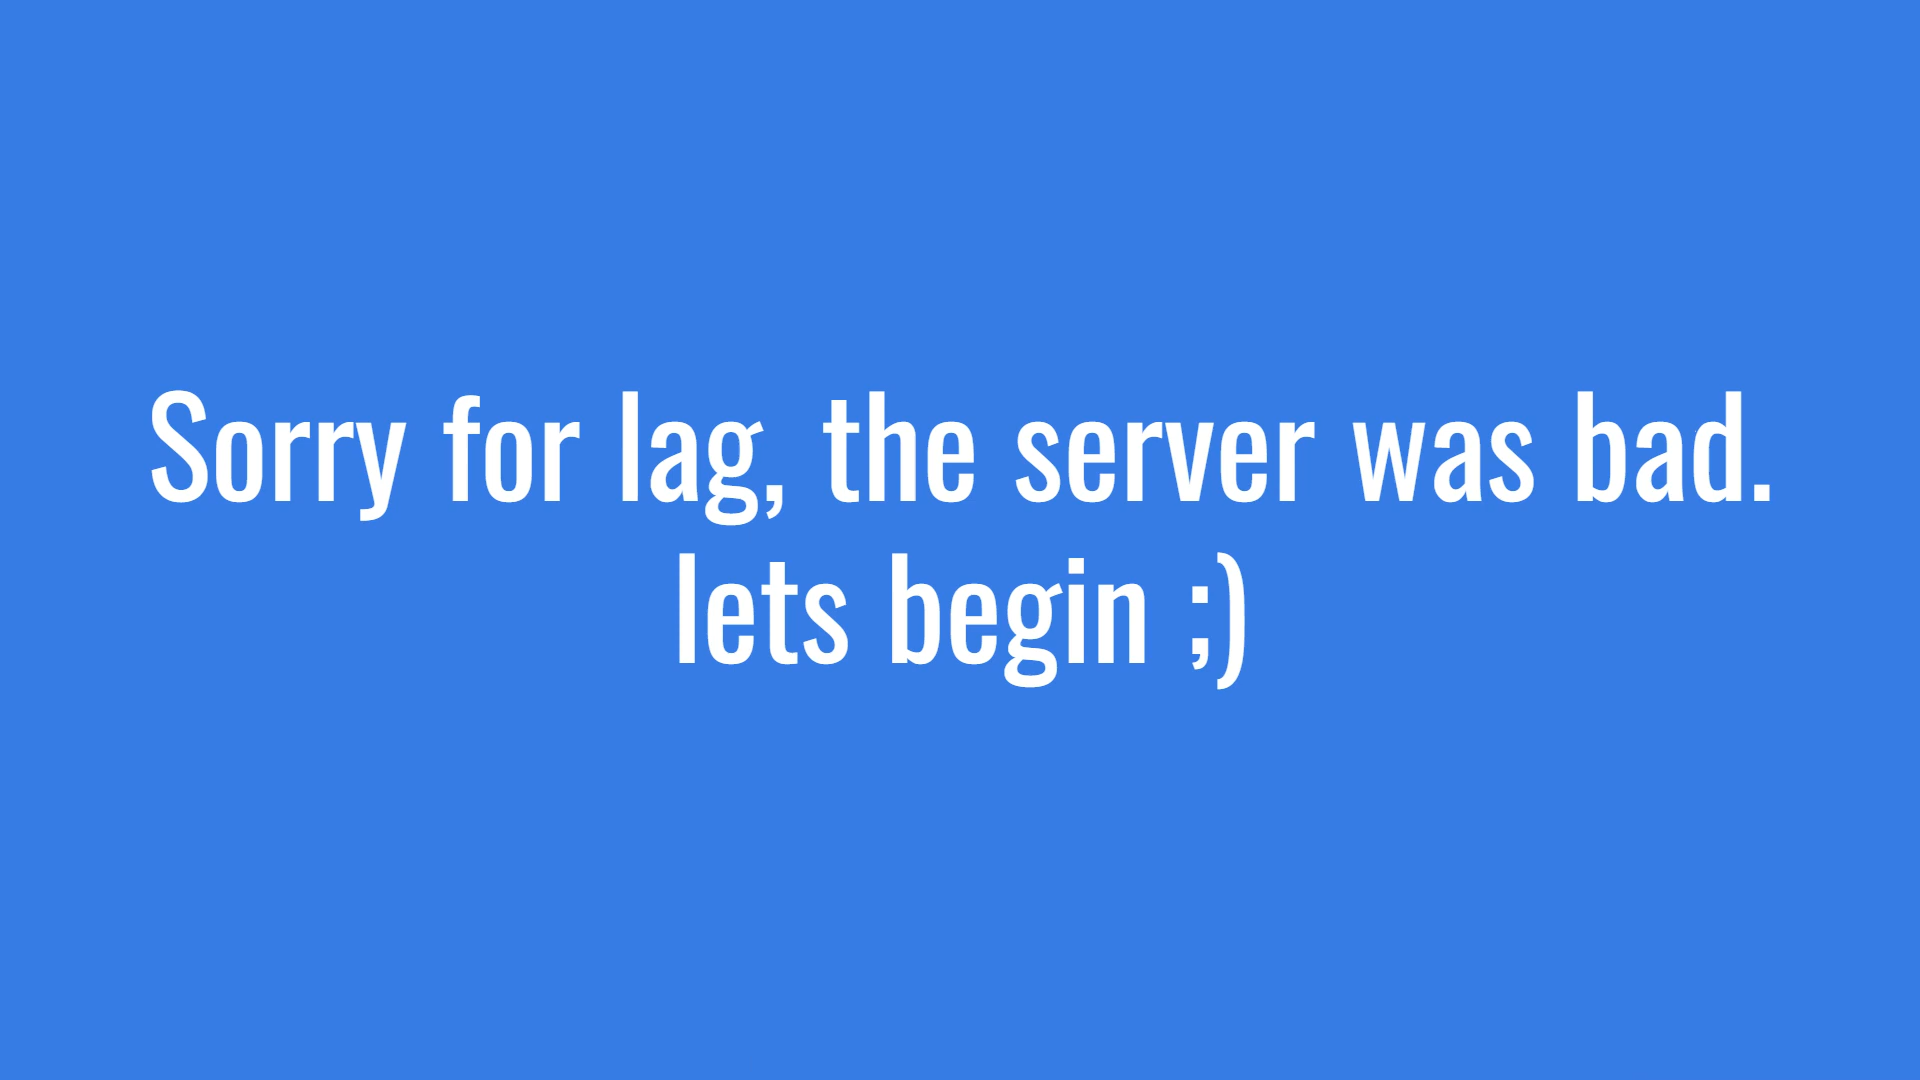 Sorry for lag, the server was bad.
lets begin ;)